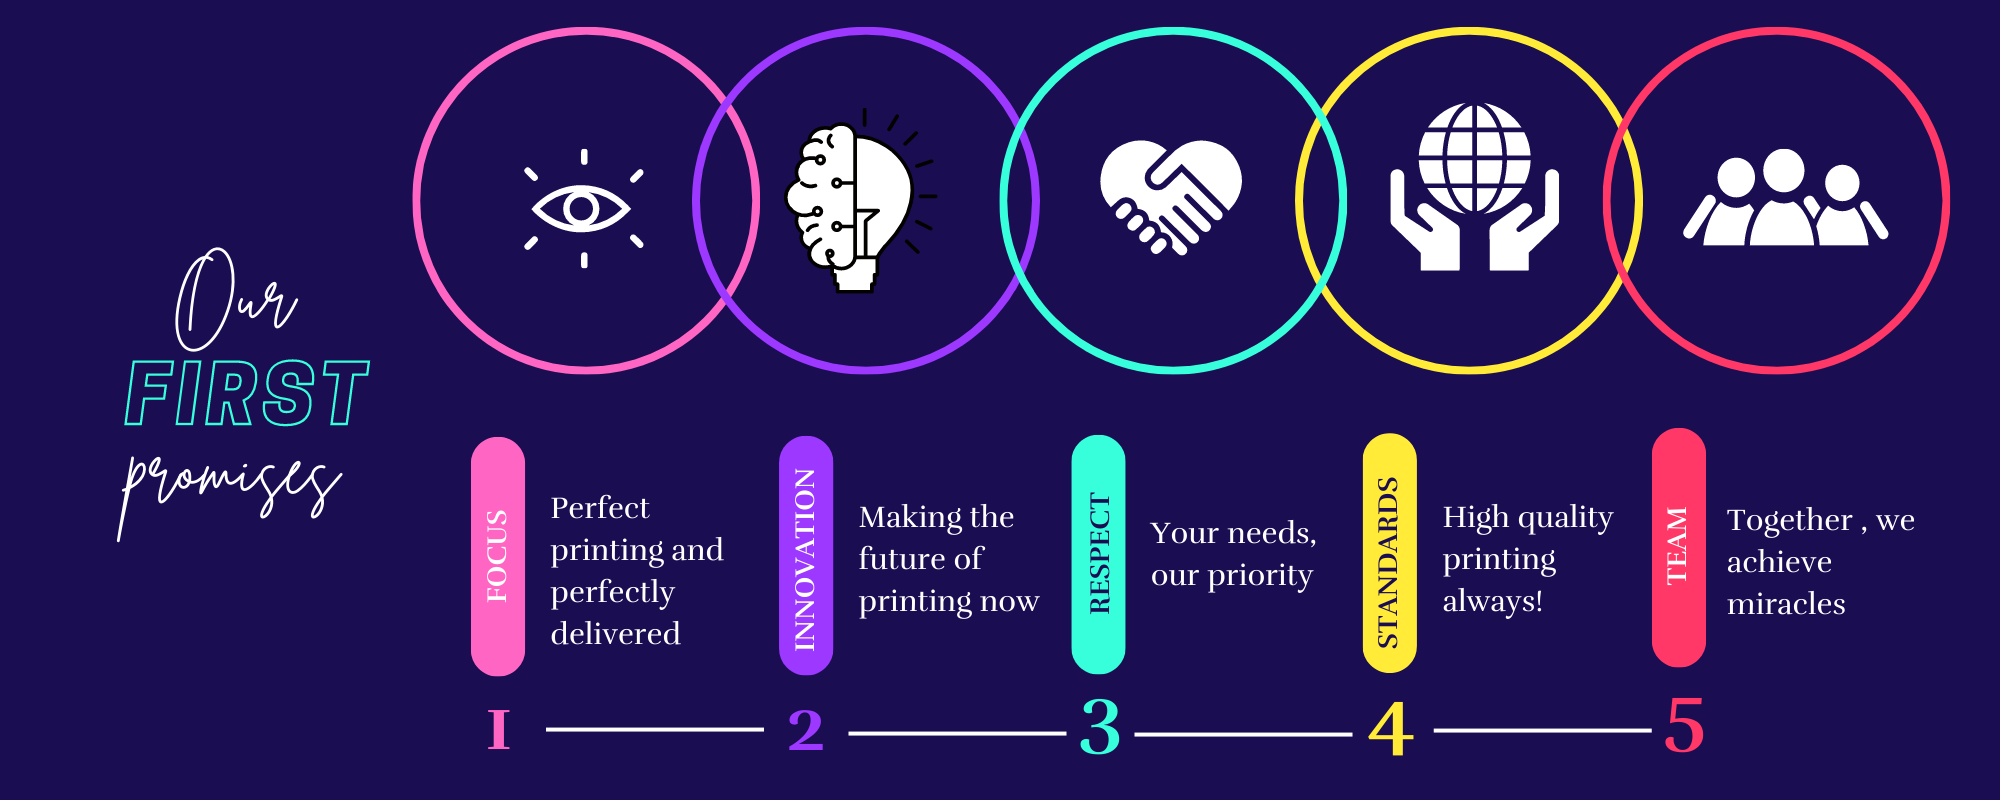 Our
FIRST
promises
FOCUS
Perfect
printing and
perfectly
delivered
INNOVATION
Making the
future of
printing now
RESPECT
Your needs,
our priority
STANDARDS
High quality
printing
always!
TEAM
Together , we
achieve
miracles
1
2
3
4
5